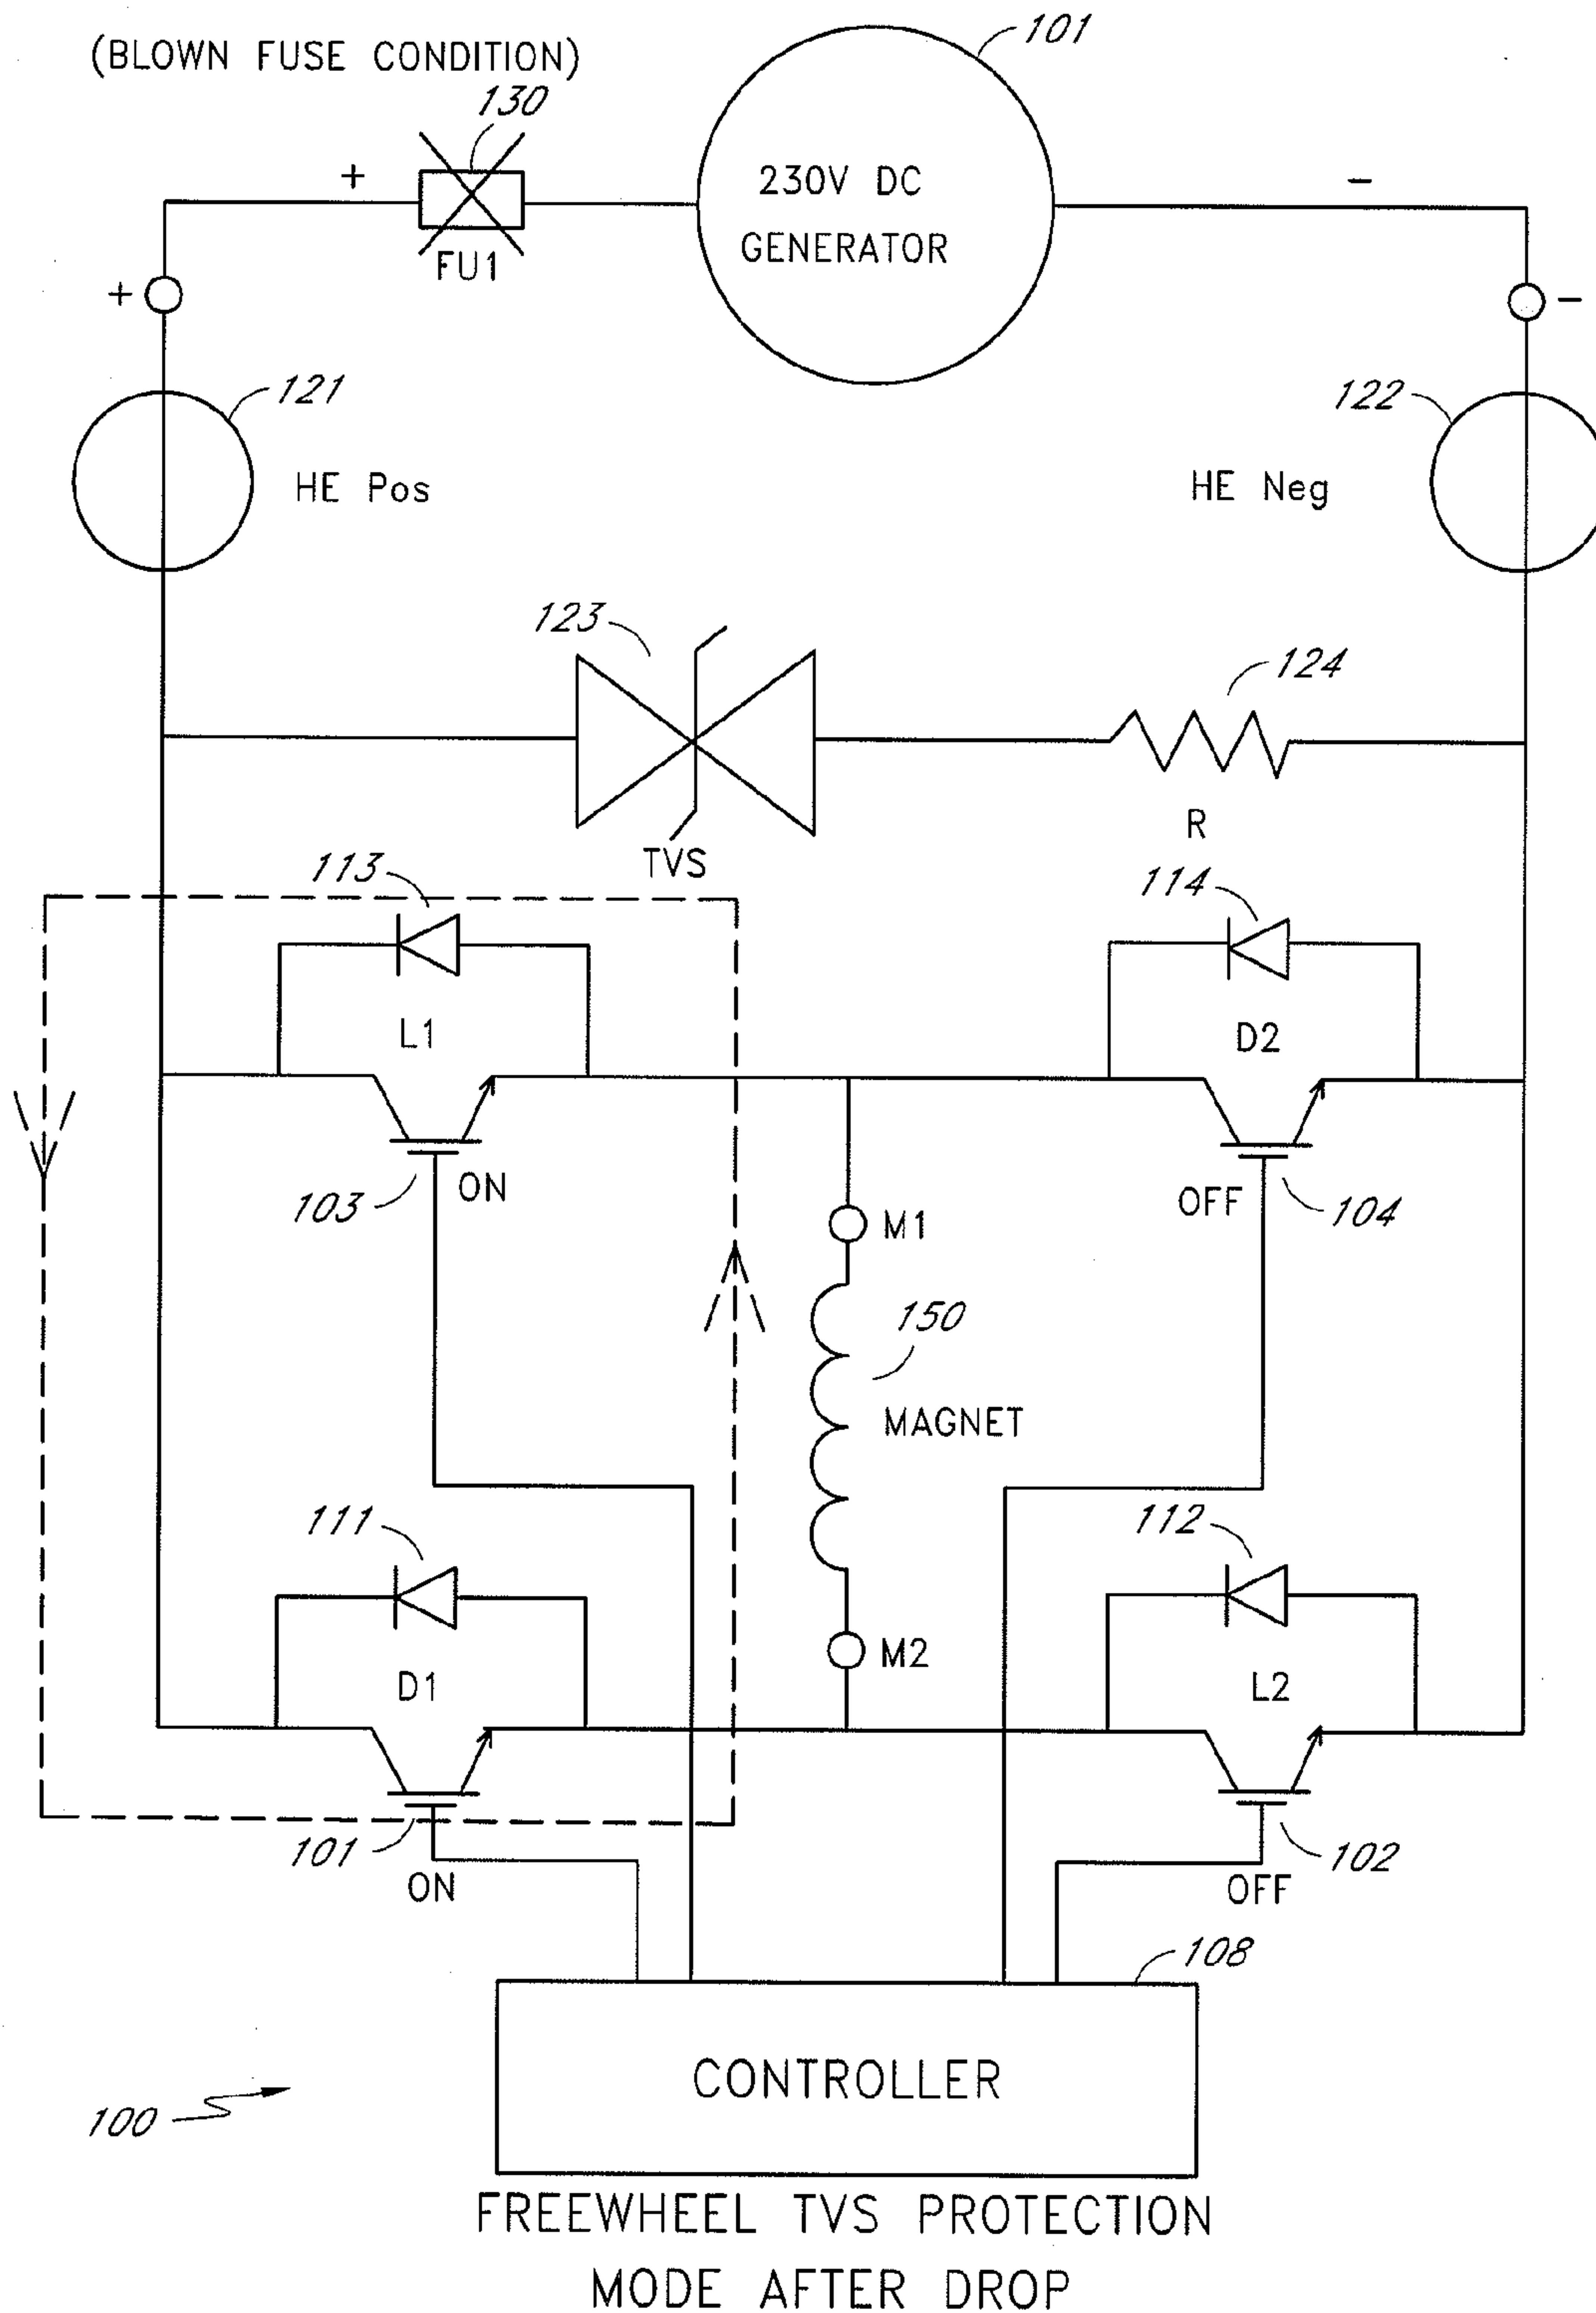 101
(BLOWN FUSE CONDITION)
130
+
230V DC
GENERATOR
−
FU1
+
−
121
122
HE Pos
HE Neg
123
124
R
TVS
113
114
L1
D2
ON
103
OFF
104
M1
150
MAGNET
111
112
M2
D1
L2
101
ON
102
OFF
108
CONTROLLER
100
FREEWHEEL TVS PROTECTION
MODE AFTER DROP